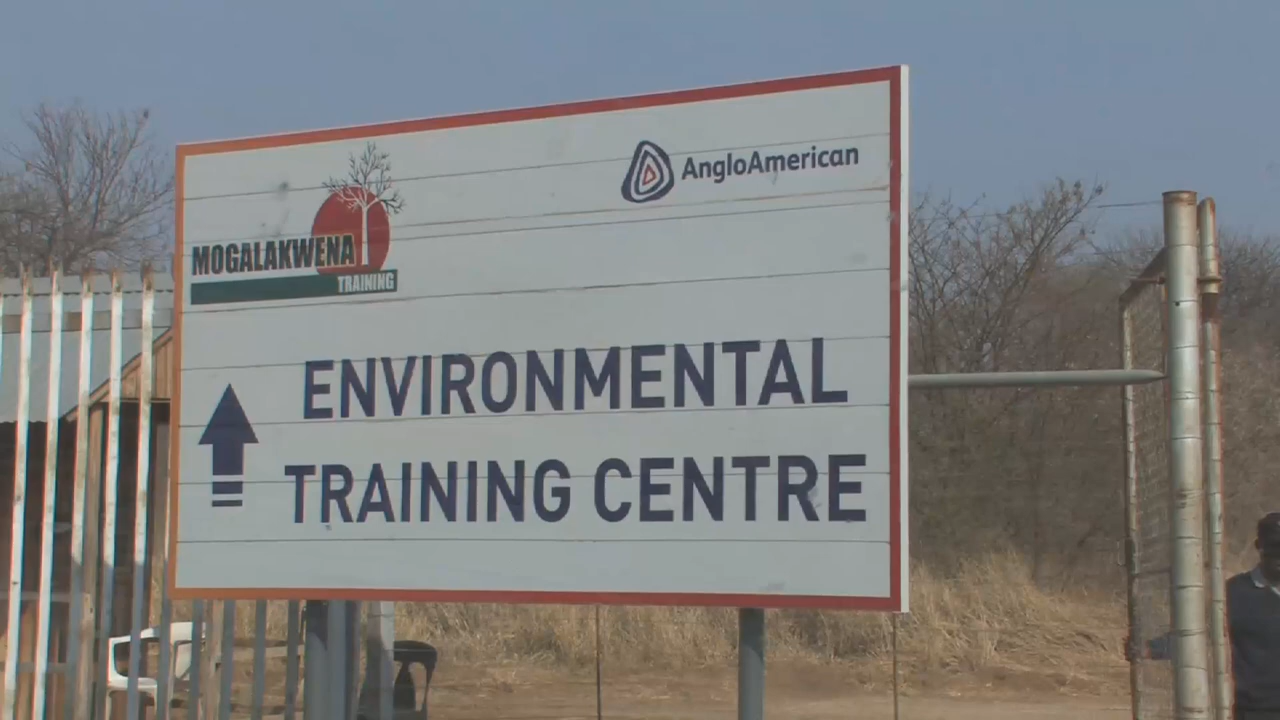 AngloAmerican
MOGALAKWENA
TRAINING
ENVIRONMENTAL
TRAINING CENTRE